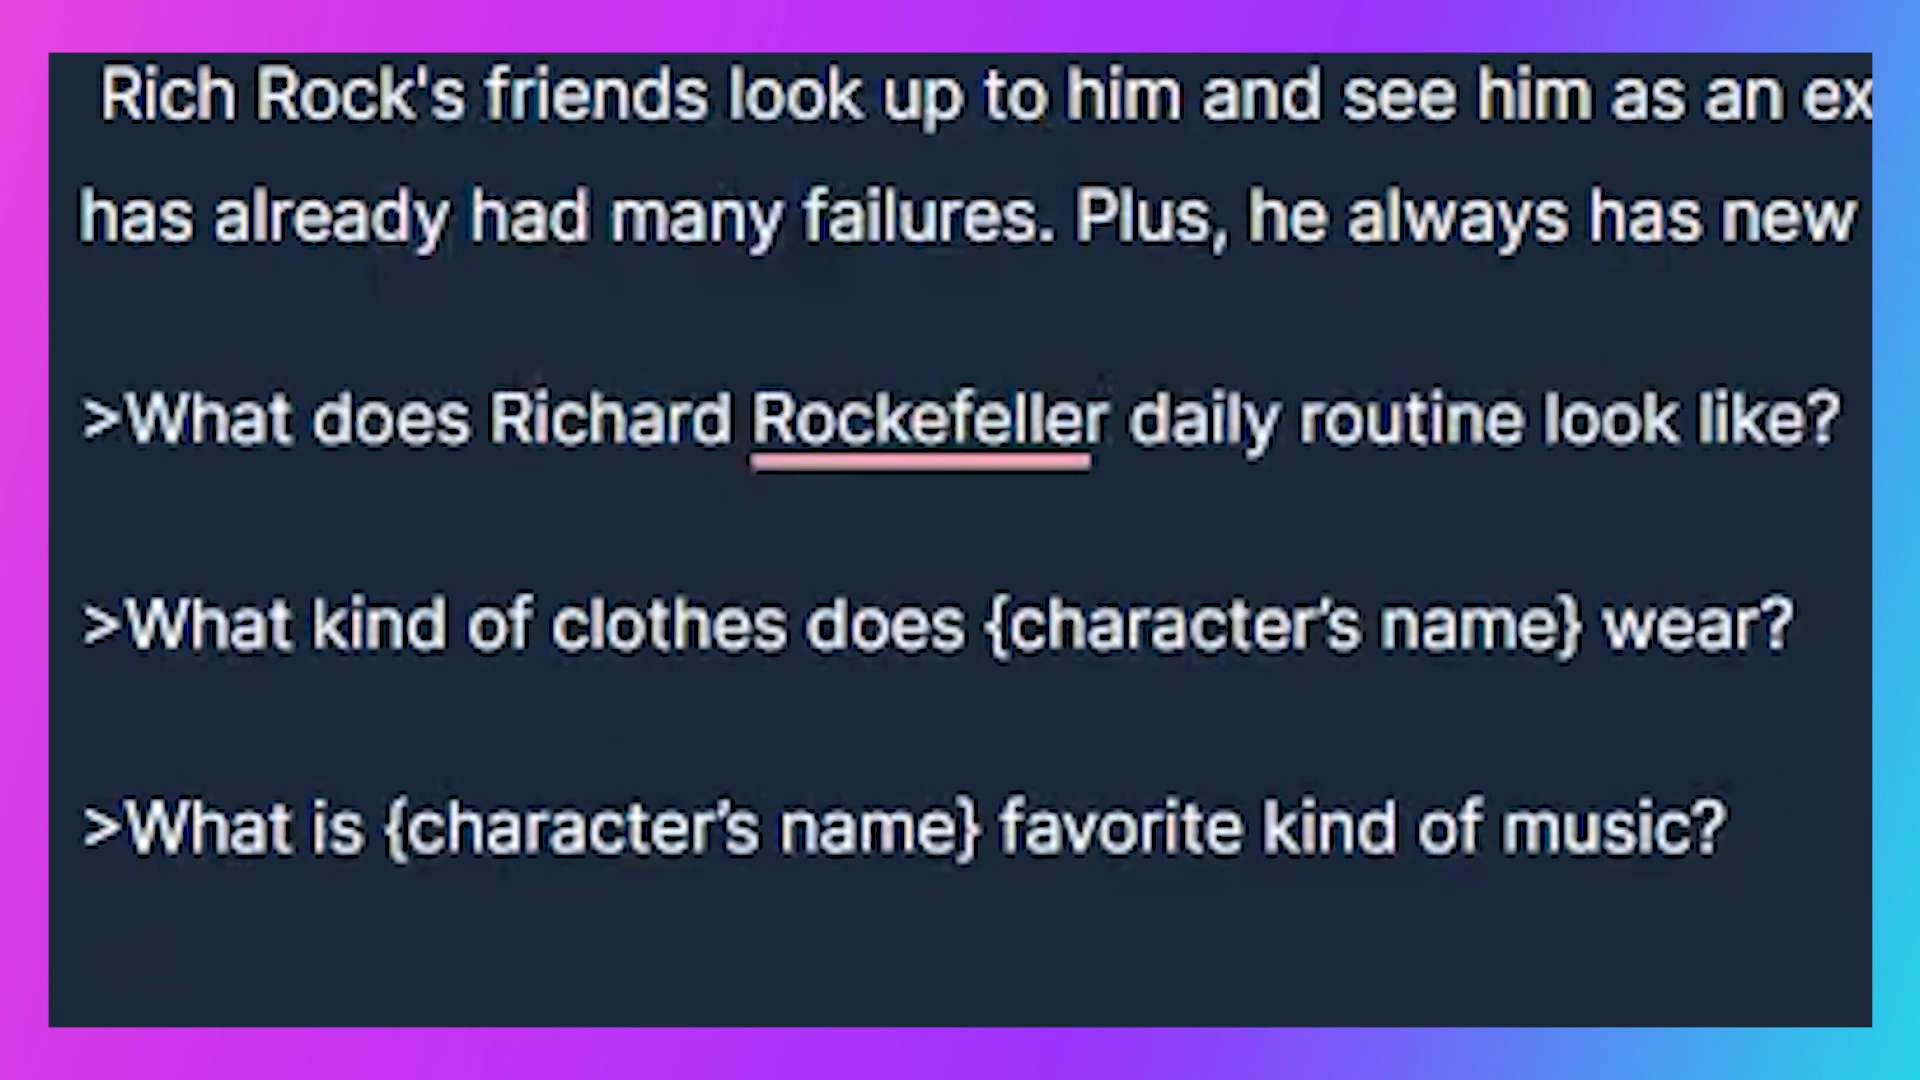 Rich Rock's friends look up to him and see him as an ex
has already had many failures. Plus, he always has new
>What does Richard Rockefeller daily routine look like?
>What kind of clothes does {character’s name} wear?
>What is {character’s name} favorite kind of music?